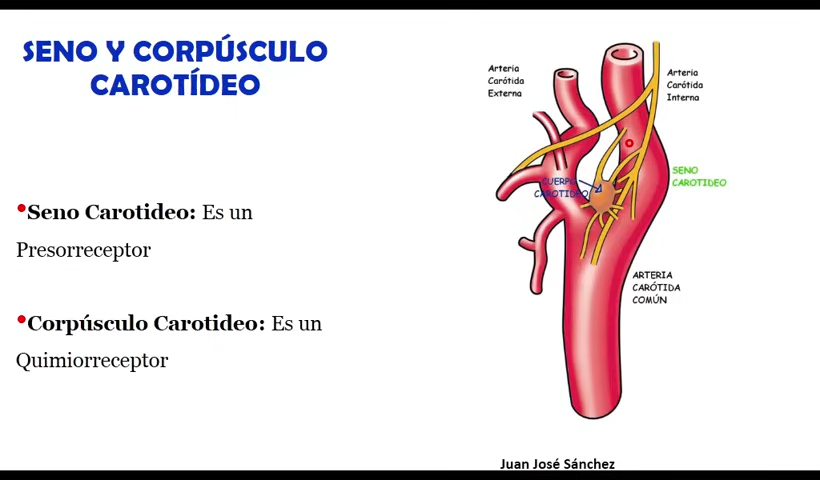 SENO Y CORPÚSCULO
CAROTÍDEO
•Seno Carotideo: Es un
Presorreceptor
•Corpúsculo Carotideo: Es un
Quimiorreceptor
Arteria
Carótida
Externa
Arteria
Carótida
Interna
CUERPO
CAROTIDEO
SENO
CAROTIDEO
ARTERIA
CARÓTIDA
COMÚN
Juan José Sánchez